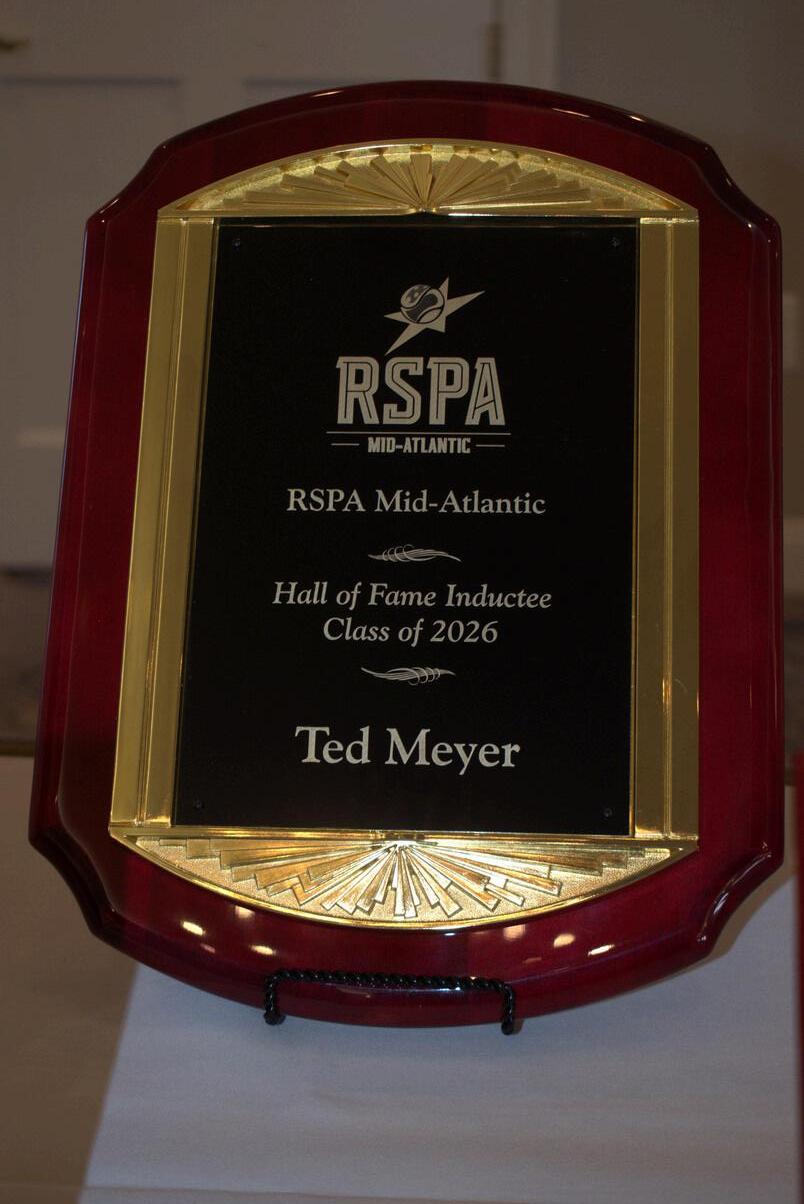 RSPA
MID-ATLANTIC
RSPA Mid-Atlantic
Hall of Fame Inductee
Class of 2026
Ted Meyer